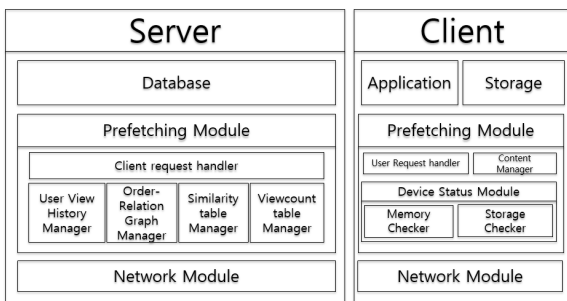 Server
Database
Prefetching Module
Client request handler
User View
History
Manager
Order-
Relation
Graph
Manager
Similarity
table
Manager
Viewcount
table
Manager
Network Module
Client
Application
Storage
Prefetching Module
User Request handler
Content
Manager
Device Status Module
Memory
Checker
Storage
Checker
Network Module